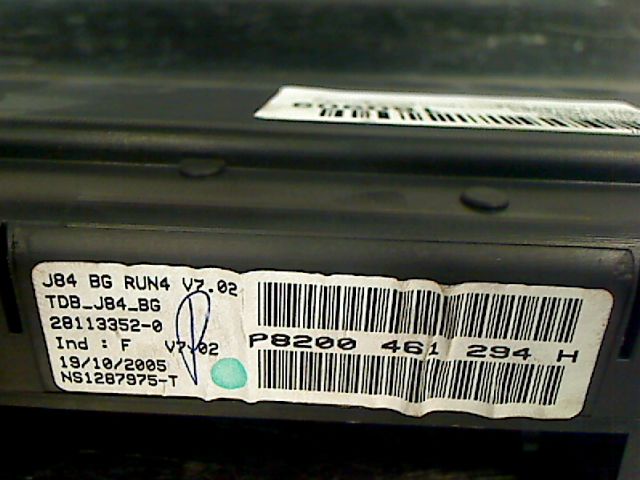 J84 BG RUN4 V7.02
TDB_J84_BG
28113352-0
Ind : F V7.02
19/10/2005
NS1287975-T
P8200 461 294 H